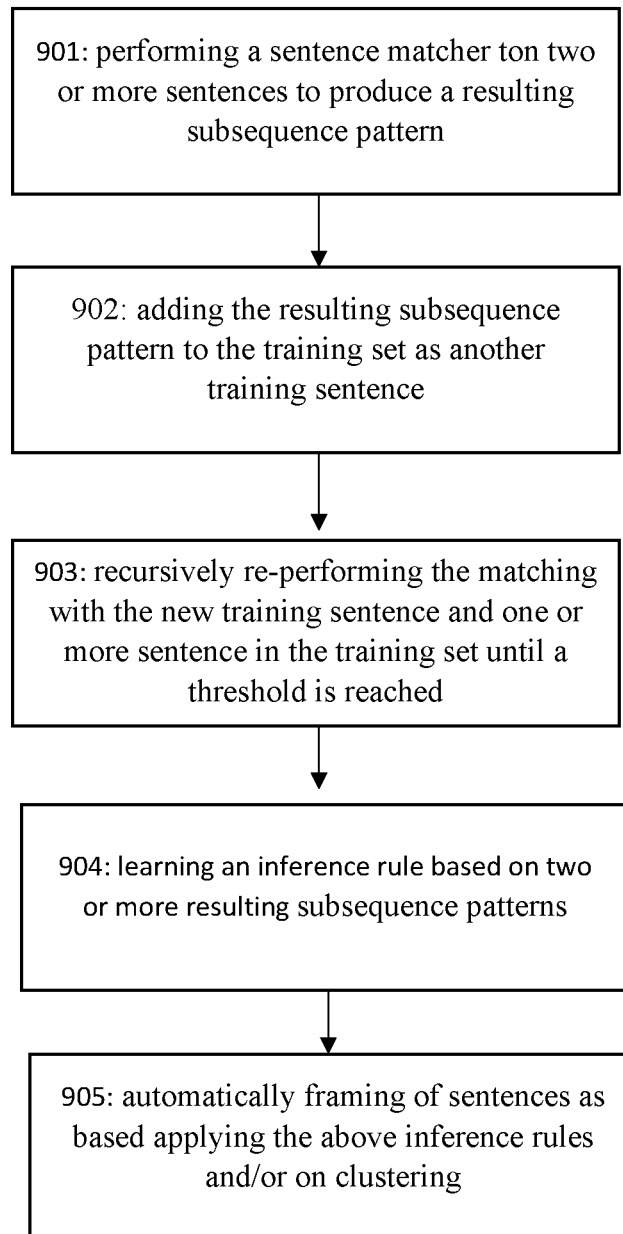 901: performing a sentence matcher ton two
or more sentences to produce a resulting
subsequence pattern
902: adding the resulting subsequence
pattern to the training set as another
training sentence
903: recursively re-performing the matching
with the new training sentence and one or
more sentence in the training set until a
threshold is reached
904: learning an inference rule based on two
or more resulting subsequence patterns
905: automatically framing of sentences as
based applying the above inference rules
and/or on clustering